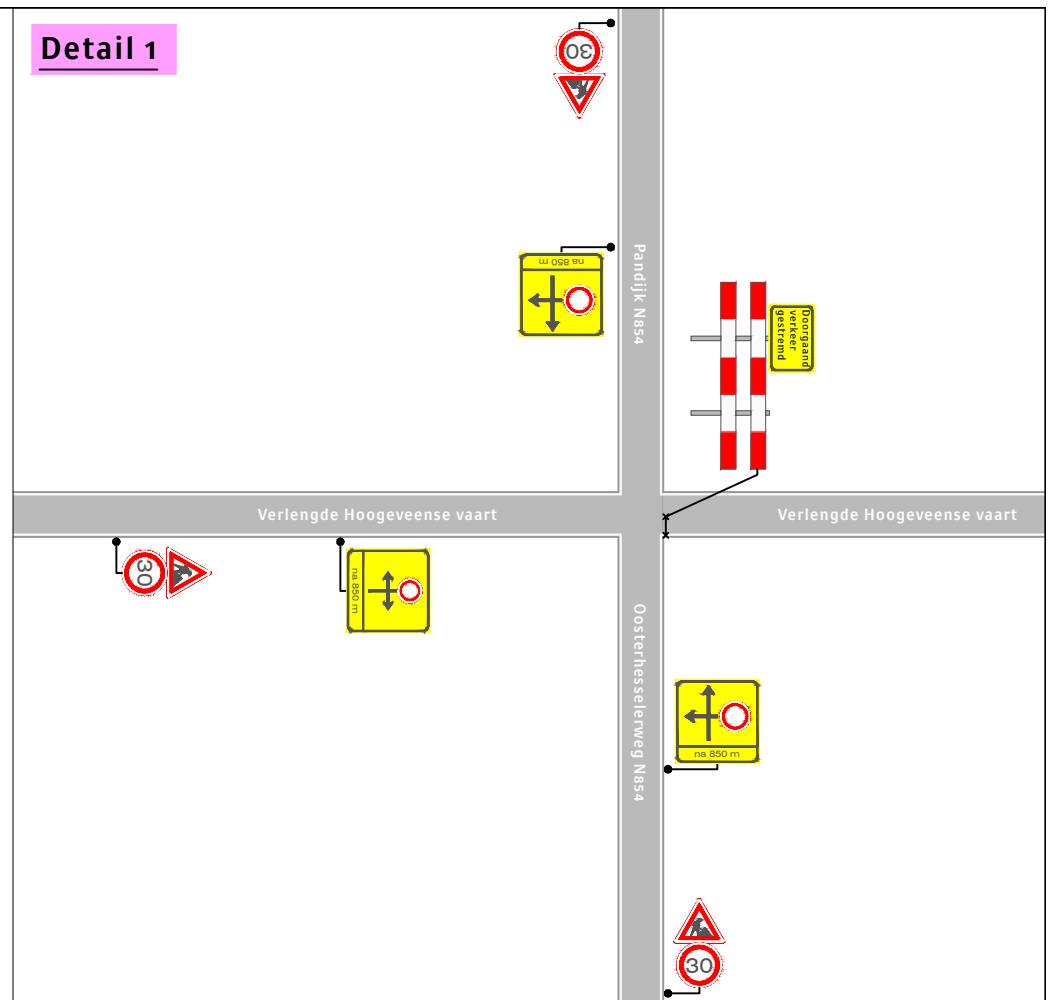 Detail 1
30
na 850 m
Pandijk N854
Doorgaand
verkeer
gestremd
Verlengde Hoogeveense vaart
Verlengde Hoogeveense vaart
30
na 850 m
Oosterhesselerweg N854
na 850 m
30